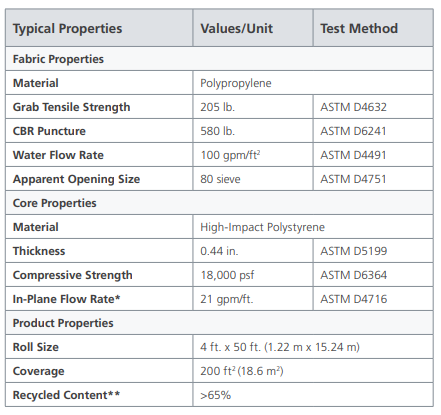 Typical Properties Values/Unit Test Method
Fabric Properties
Material Polypropylene
Grab Tensile Strength 205 lb. ASTM D4632
CBR Puncture 580 lb. ASTM D6241
Water Flow Rate 100 gpm/ft² ASTM D4491
Apparent Opening Size 80 sieve ASTM D4751
Core Properties
Material High-Impact Polystyrene
Thickness 0.44 in. ASTM D5199
Compressive Strength 18,000 psf ASTM D6364
In-Plane Flow Rate* 21 gpm/ft. ASTM D4716
Product Properties
Roll Size 4 ft. x 50 ft. (1.22 m x 15.24 m)
Coverage 200 ft² (18.6 m²)
Recycled Content** >65%